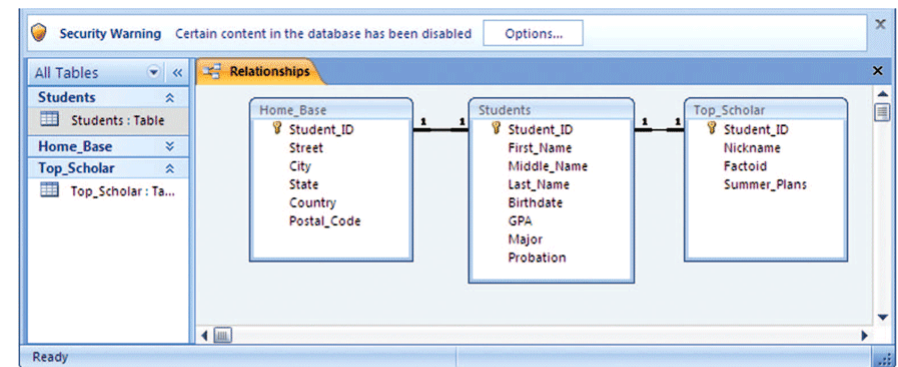 Security Warning Certain content in the database has been disabled Options...
All Tables
Students
Students : Table
Home_Base
Top_Scholar
Top_Scholar : Ta...
Relationships
Home_Base
Student_ID
Street
City
State
Country
Postal_Code
1 1
Students
Student_ID
First_Name
Middle_Name
Last_Name
Birthdate
GPA
Major
Probation
1 1
Top_Scholar
Student_ID
Nickname
Factoid
Summer_Plans
Ready